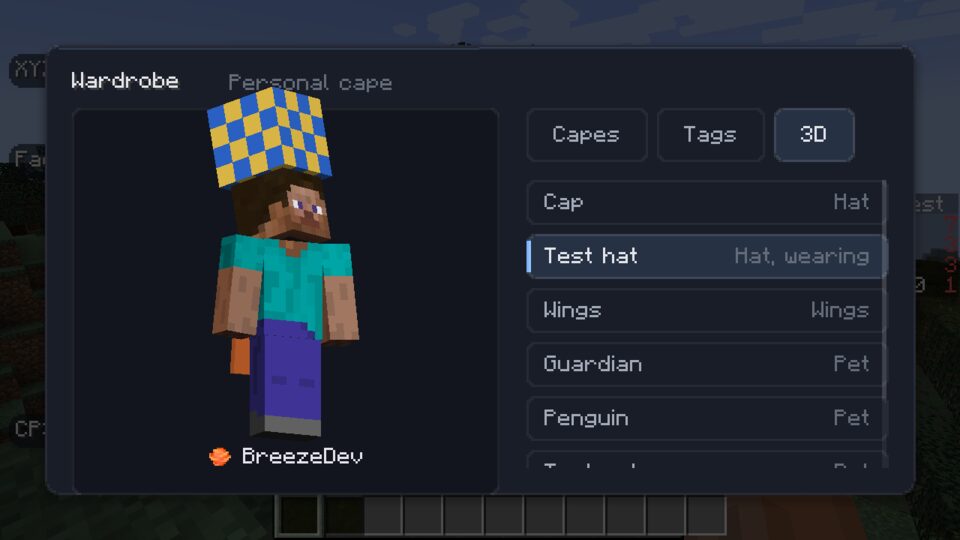 Wardrobe
Personal cape
Capes
Tags
3D
Cap
Hat
Test hat
Hat, wearing
Wings
Wings
Guardian
Pet
Penguin
Pet
BreezeDev
XYZ